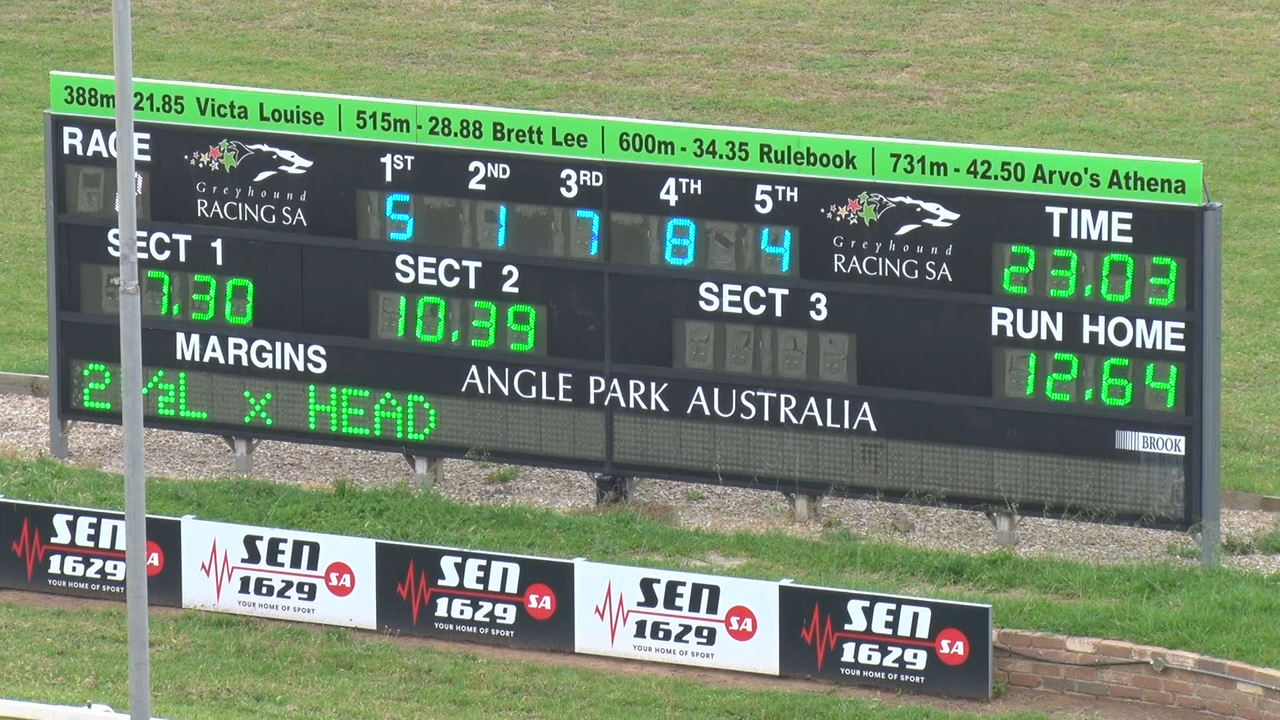 388m 21.85 Victa Louise | 515m - 28.88 Brett Lee | 600m - 34.35 Rulebook | 731m - 42.50 Arvo's Athena
RACE
Greyhound
RACING SA
1ST 2ND 3RD 4TH 5TH
5 1 7 8 4
Greyhound
RACING SA
TIME
23.03
SECT 1
7.30
SECT 2
10.39
SECT 3
RUN HOME
12.64
MARGINS
2 ½L x HEAD
ANGLE PARK AUSTRALIA
BROOK
SEN
1629 SA
YOUR HOME OF SPORT
SEN
1629 SA
YOUR HOME OF SPORT
SEN
1629 SA
YOUR HOME OF SPORT
SEN
1629 SA
YOUR HOME OF SPORT
SEN
1629 SA
YOUR HOME OF SPORT